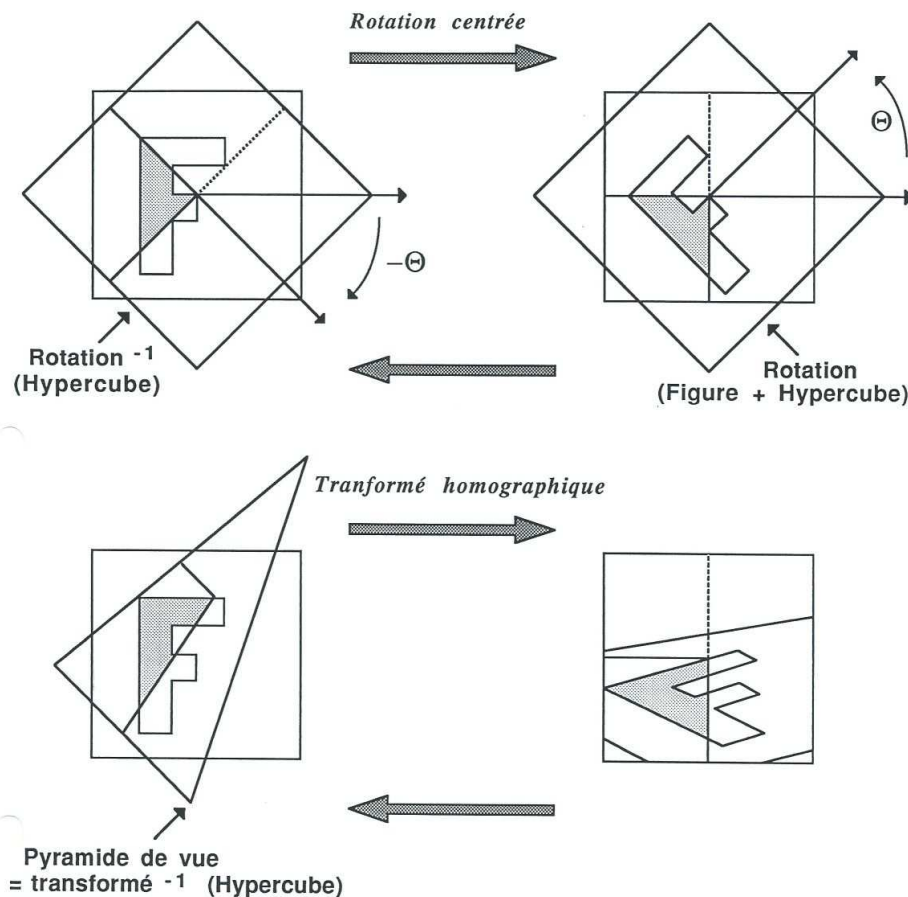 Rotation centrée
Θ
−Θ
Rotation -1
(Hypercube)
Rotation
(Figure + Hypercube)
Tranformé homographique
Pyramide de vue
= transformé -1 (Hypercube)